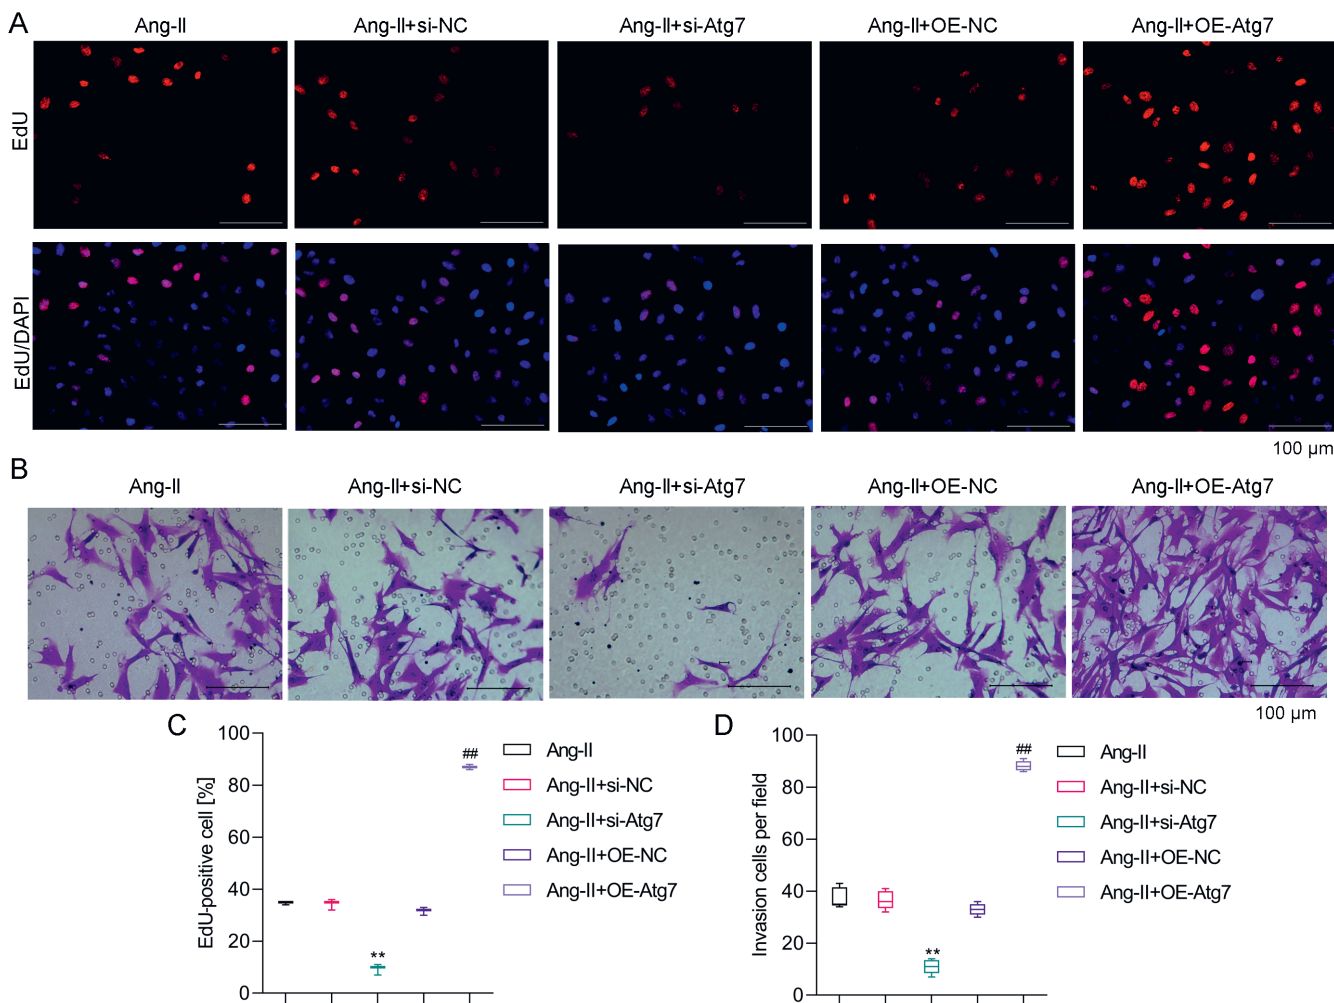 A
Ang-II Ang-II+si-NC Ang-II+si-Atg7 Ang-II+OE-NC Ang-II+OE-Atg7
EdU
EdU/DAPI
100 µm
B
Ang-II Ang-II+si-NC Ang-II+si-Atg7 Ang-II+OE-NC Ang-II+OE-Atg7
100 µm
C
EdU-positive cell [%]
100
80
60
40
20
0
**
##
Ang-II
Ang-II+si-NC
Ang-II+si-Atg7
Ang-II+OE-NC
Ang-II+OE-Atg7
D
Invasion cells per field
100
80
60
40
20
0
**
##
Ang-II
Ang-II+si-NC
Ang-II+si-Atg7
Ang-II+OE-NC
Ang-II+OE-Atg7